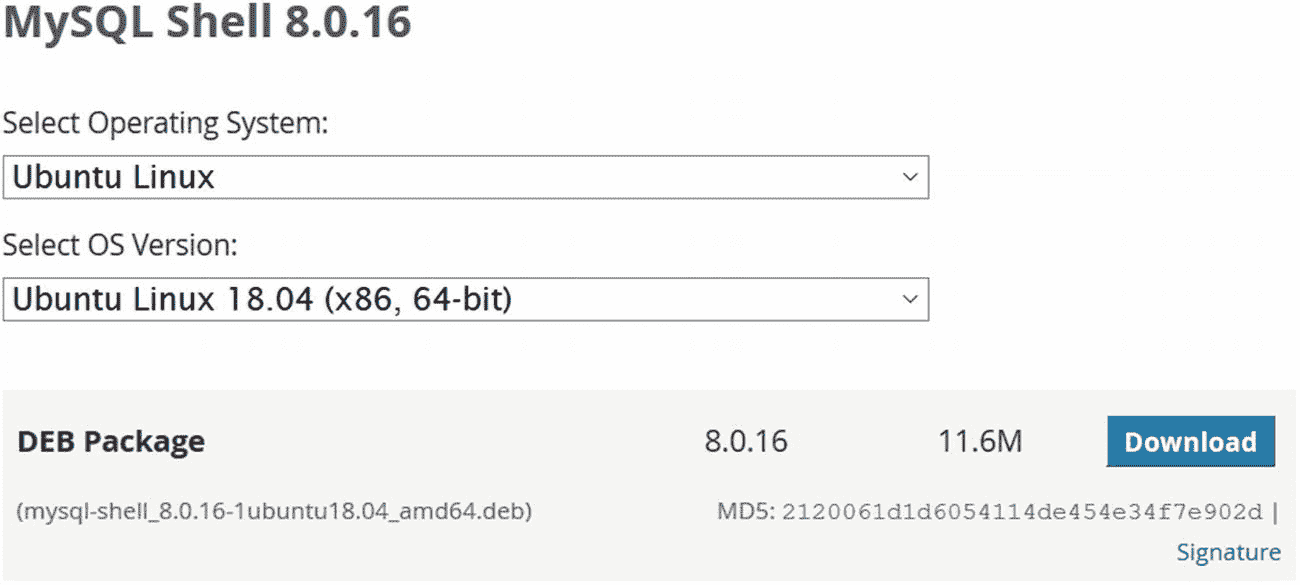 MySQL Shell 8.0.16
Select Operating System:
Ubuntu Linux
Select OS Version:
Ubuntu Linux 18.04 (x86, 64-bit)
DEB Package 8.0.16 11.6M Download
(mysql-shell_8.0.16-1ubuntu18.04_amd64.deb) MD5: 2120061d1d6054114de454e34f7e902d |
Signature